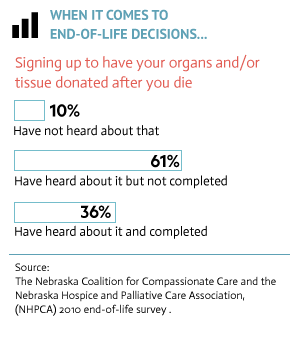 WHEN IT COMES TO
END-OF-LIFE DECISIONS...
Signing up to have your organs and/or
tissue donated after you die
10%
Have not heard about that
61%
Have heard about it but not completed
36%
Have heard about it and completed
Source:
The Nebraska Coalition for Compassionate Care and the
Nebraska Hospice and Palliative Care Association,
(NHPCA) 2010 end-of-life survey .